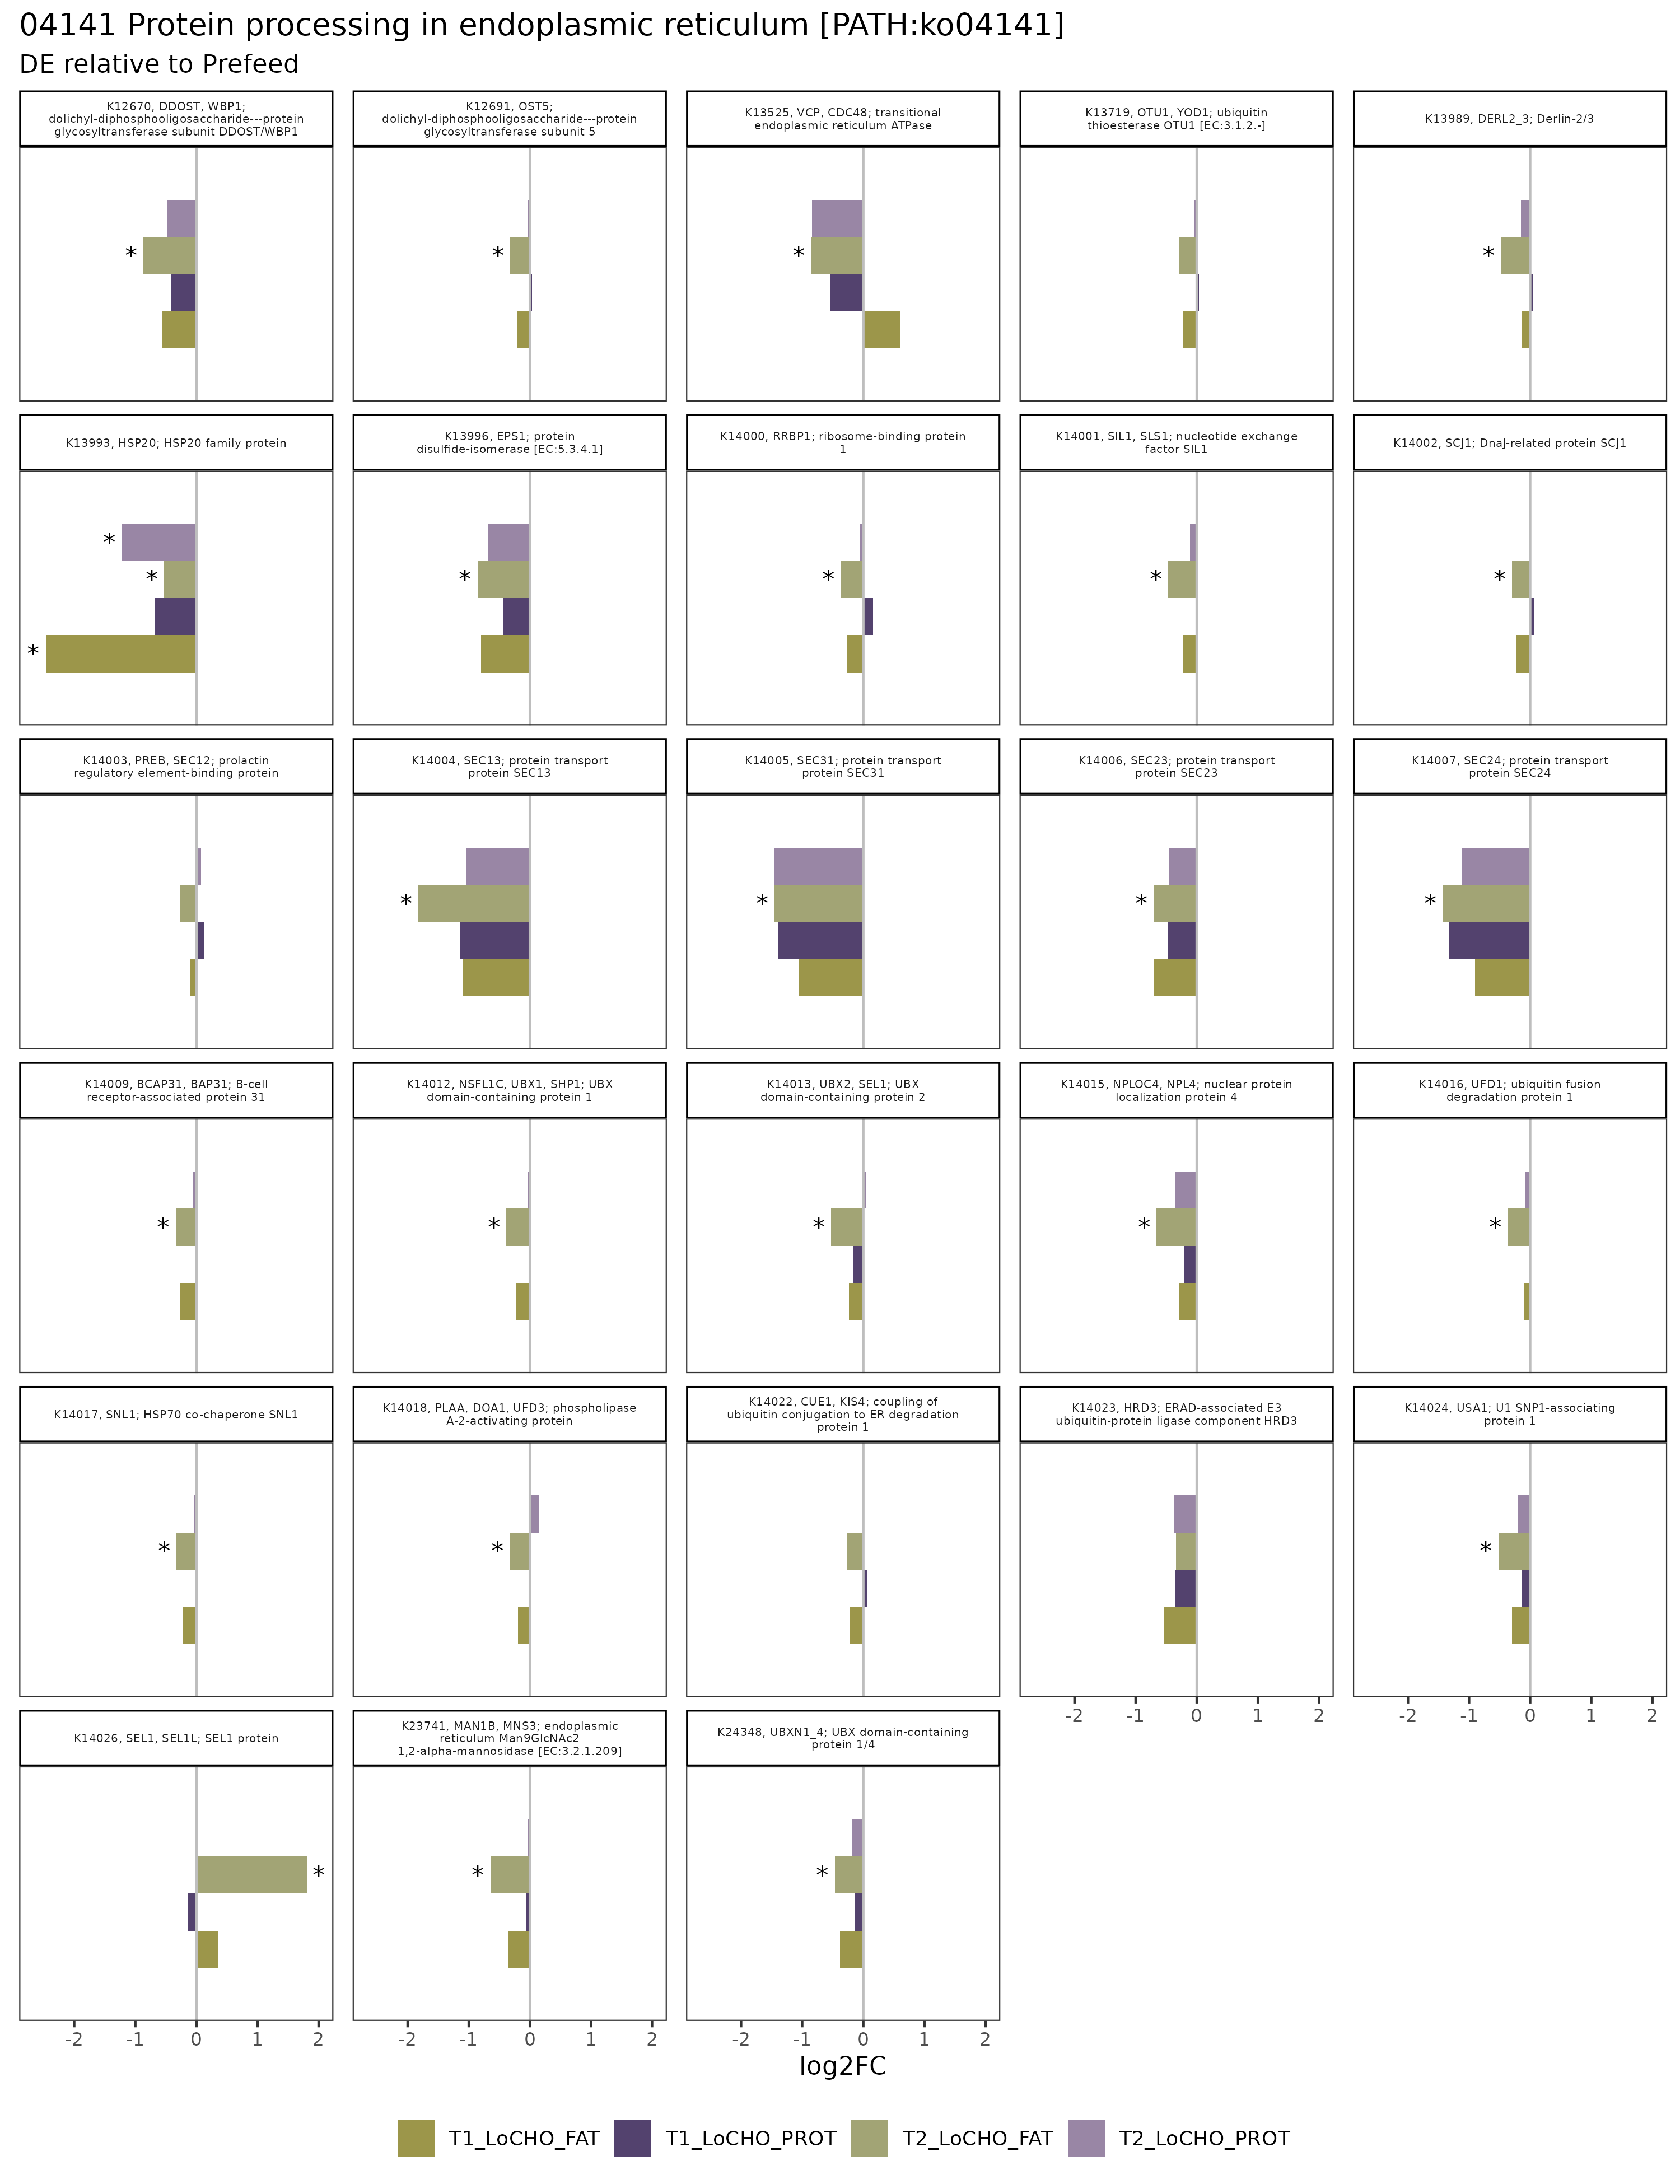 04141 Protein processing in endoplasmic reticulum [PATH:ko04141]
DE relative to Prefeed
K12670, DDOST, WBP1;
dolichyl-diphosphooligosaccharide---protein
glycosyltransferase subunit DDOST/WBP1
K12691, OST5;
dolichyl-diphosphooligosaccharide---protein
glycosyltransferase subunit 5
K13525, VCP, CDC48; transitional
endoplasmic reticulum ATPase
K13719, OTU1, YOD1; ubiquitin
thioesterase OTU1 [EC:3.1.2.-]
K13989, DERL2_3; Derlin-2/3
*
*
*
*
K13993, HSP20; HSP20 family protein
K13996, EPS1; protein
disulfide-isomerase [EC:5.3.4.1]
K14000, RRBP1; ribosome-binding protein
1
K14001, SIL1, SLS1; nucleotide exchange
factor SIL1
K14002, SCJ1; DnaJ-related protein SCJ1
*
*
*
*
*
*
*
K14003, PREB, SEC12; prolactin
regulatory element-binding protein
K14004, SEC13; protein transport
protein SEC13
K14005, SEC31; protein transport
protein SEC31
K14006, SEC23; protein transport
protein SEC23
K14007, SEC24; protein transport
protein SEC24
*
*
*
*
K14009, BCAP31, BAP31; B-cell
receptor-associated protein 31
K14012, NSFL1C, UBX1, SHP1; UBX
domain-containing protein 1
K14013, UBX2, SEL1; UBX
domain-containing protein 2
K14015, NPLOC4, NPL4; nuclear protein
localization protein 4
K14016, UFD1; ubiquitin fusion
degradation protein 1
*
*
*
*
*
K14017, SNL1; HSP70 co-chaperone SNL1
K14018, PLAA, DOA1, UFD3; phospholipase
A-2-activating protein
K14022, CUE1, KIS4; coupling of
ubiquitin conjugation to ER degradation
protein 1
K14023, HRD3; ERAD-associated E3
ubiquitin-protein ligase component HRD3
K14024, USA1; U1 SNP1-associating
protein 1
*
*
*
-2 -1 0 1 2
-2 -1 0 1 2
K14026, SEL1, SEL1L; SEL1 protein
K23741, MAN1B, MNS3; endoplasmic
reticulum Man9GlcNAc2
1,2-alpha-mannosidase [EC:3.2.1.209]
K24348, UBXN1_4; UBX domain-containing
protein 1/4
*
*
*
-2 -1 0 1 2
-2 -1 0 1 2
-2 -1 0 1 2
log2FC
T1_LoCHO_FAT T1_LoCHO_PROT T2_LoCHO_FAT T2_LoCHO_PROT